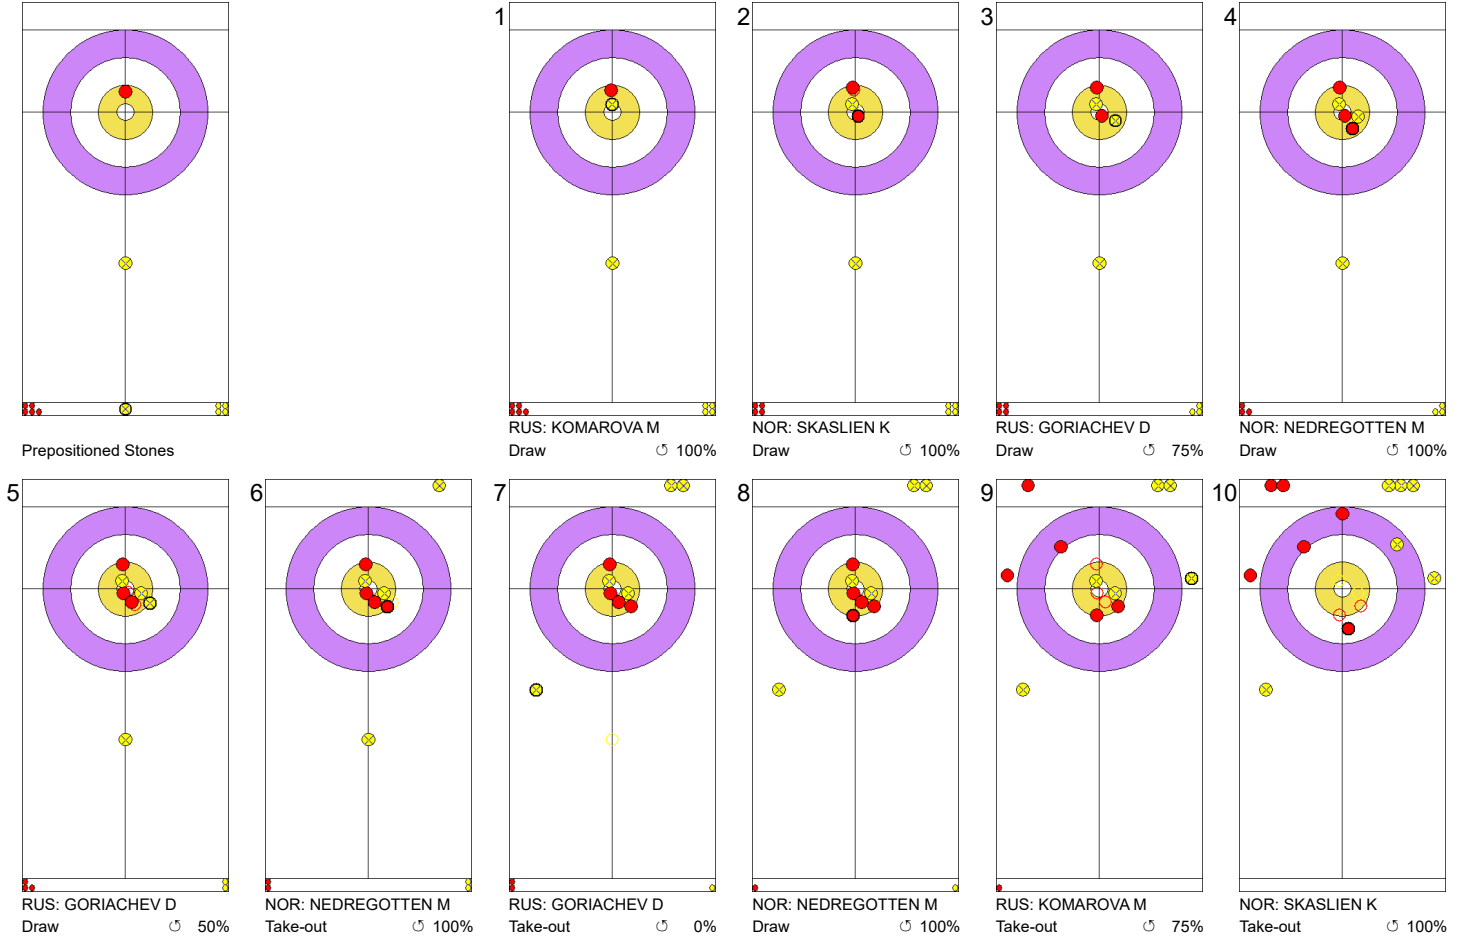 1
2
3
4
Prepositioned Stones
RUS: KOMAROVA M
Draw 100%
NOR: SKASLIEN K
Draw 100%
RUS: GORIACHEV D
Draw 75%
NOR: NEDREGOTTEN M
Draw 100%
5
6
7
8
9
10
RUS: GORIACHEV D
Draw 50%
NOR: NEDREGOTTEN M
Take-out 100%
RUS: GORIACHEV D
Take-out 0%
NOR: NEDREGOTTEN M
Draw 100%
RUS: KOMAROVA M
Take-out 75%
NOR: SKASLIEN K
Take-out 100%